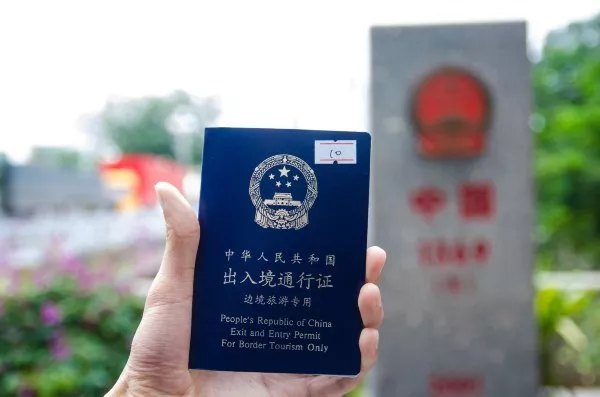 10
中华人民共和国
出入境通行证
边境旅游专用
People's Republic of China
Exit and Entry Permit
For Border Tourism Only
中国